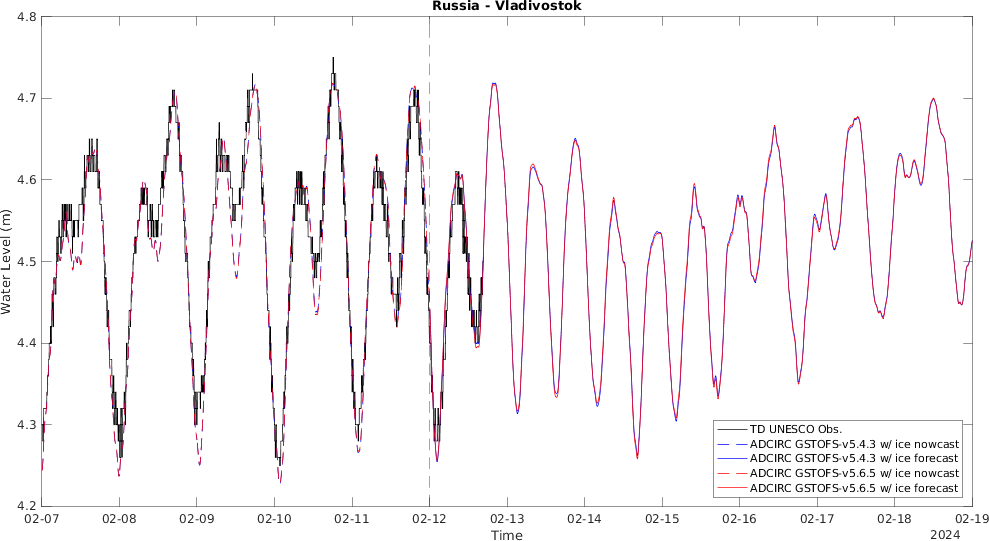 Russia - Vladivostok
Water Level (m)
4.8
4.7
4.6
4.5
4.4
4.3
4.2
TD UNESCO Obs.
ADCIRC GSTOFS-v5.4.3 w/ ice nowcast
ADCIRC GSTOFS-v5.4.3 w/ ice forecast
ADCIRC GSTOFS-v5.6.5 w/ ice nowcast
ADCIRC GSTOFS-v5.6.5 w/ ice forecast
02-07 02-08 02-09 02-10 02-11 02-12 02-13 02-14 02-15 02-16 02-17 02-18 02-19
Time
2024